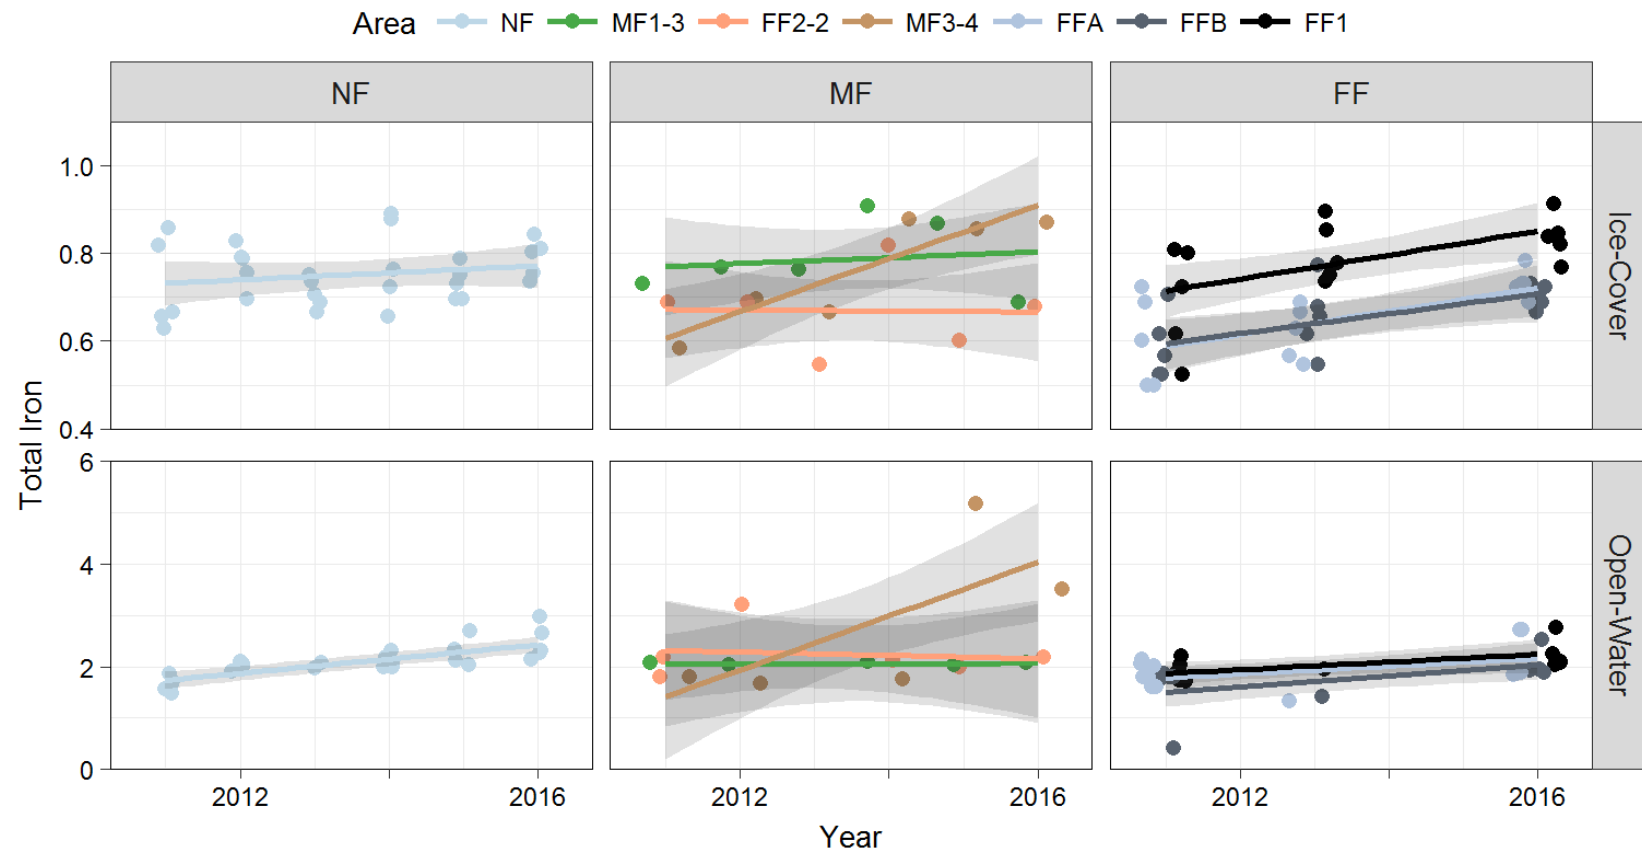 Area NF MF1-3 FF2-2 MF3-4 FFA FFB FF1
NF MF FF
1.0
0.8
0.6
0.4
Ice-Cover
Total Iron
6
4
2
0
Open-Water
2012 2016 2012 2016 2012 2016
Year